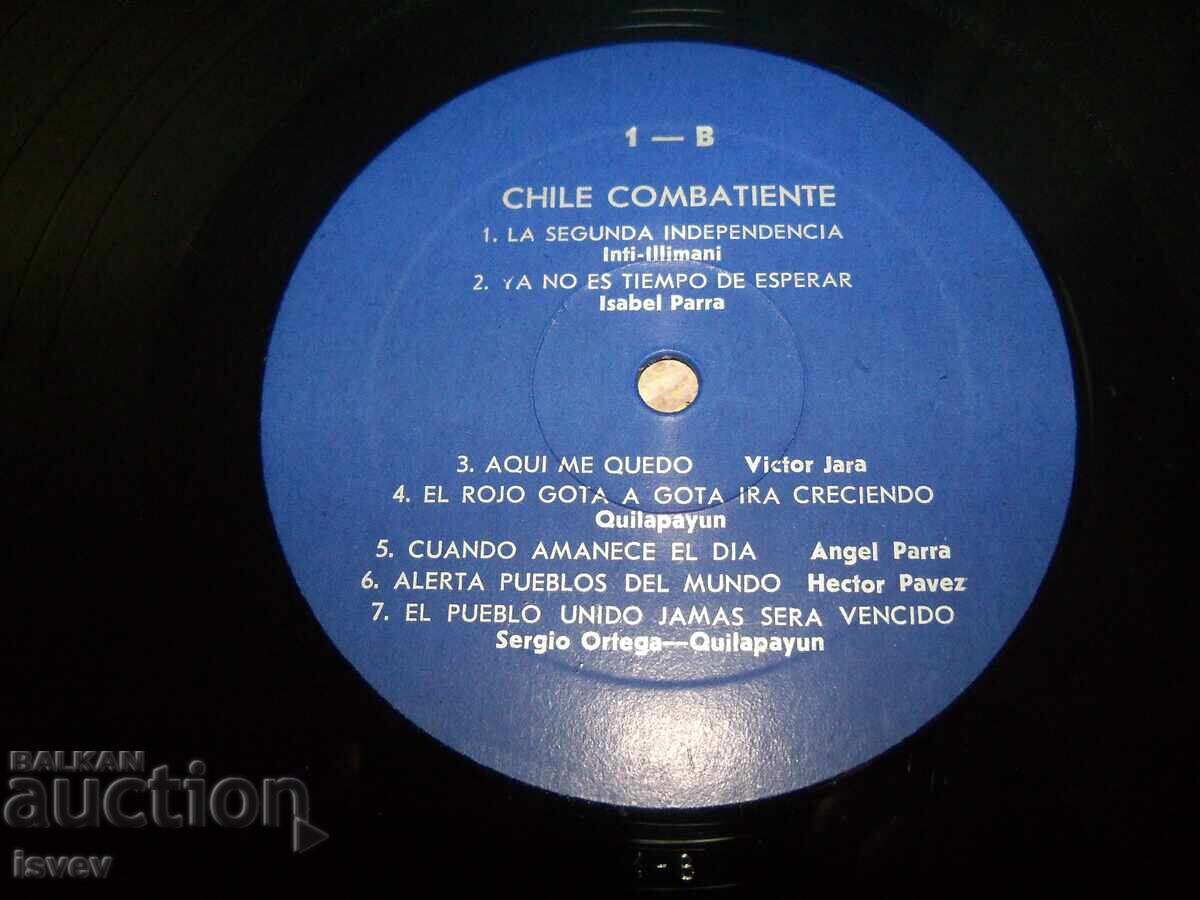 1 — B
CHILE COMBATIENTE
1. LA SEGUNDA INDEPENDENCIA
Inti-Illimani
2. YA NO ES TIEMPO DE ESPERAR
Isabel Parra
3. AQUI ME QUEDO Victor Jara
4. EL ROJO GOTA A GOTA IRA CRECIENDO
Quilapayun
5. CUANDO AMANECE EL DIA Angel Parra
6. ALERTA PUEBLOS DEL MUNDO Hector Pavez
7. EL PUEBLO UNIDO JAMAS SERA VENCIDO
Sergio Ortega—Quilapayun
BALKAN
auction
isvev
1 - B